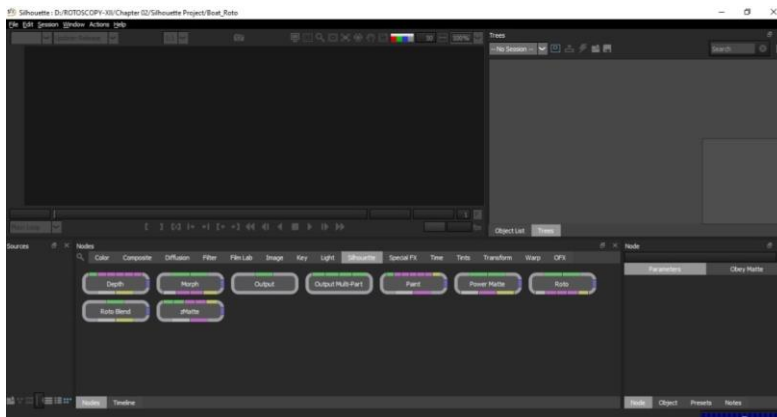 Silhouette : D:/ROTOSCOPY-XII/Chapter 02/Silhouette Project/Boat_Roto
File Edit Session Window Actions Help
100%
Trees
-- No Session --
Search
1
Object List Trees
Sources
Nodes
Node
Color Composite Diffusion Filter Film Lab Image Key Light Silhouette Special FX Time Tints Transform Warp OFX
Parameters Obey Matte
Depth Morph Output Output Multi-Part Paint Power Matte Roto
Roto Blend zMatte
Nodes Timeline
Node Object Presets Notes